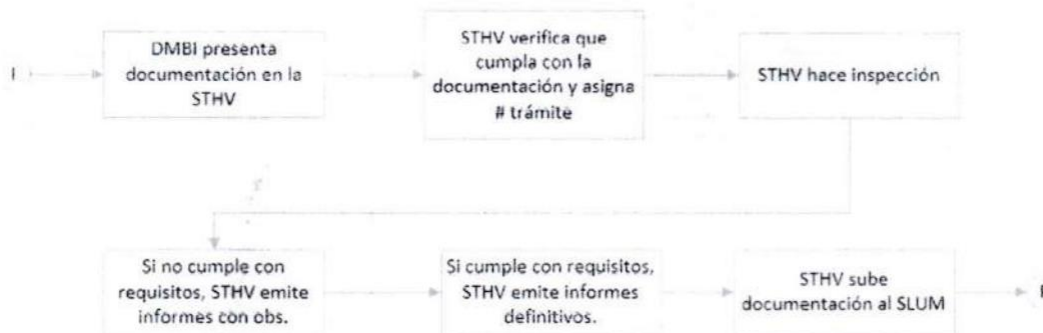 I
DMBI presenta
documentación en la
STHV
STHV verifica que
cumpla con la
documentación y asigna
# trámite
STHV hace inspección
Si no cumple con
requisitos, STHV emite
informes con obs.
Si cumple con requisitos,
STHV emite informes
definitivos.
STHV sube
documentación al SLUM
F